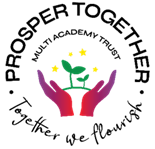 PROSPER TOGETHER
MULTI ACADEMY TRUST
Together we flourish